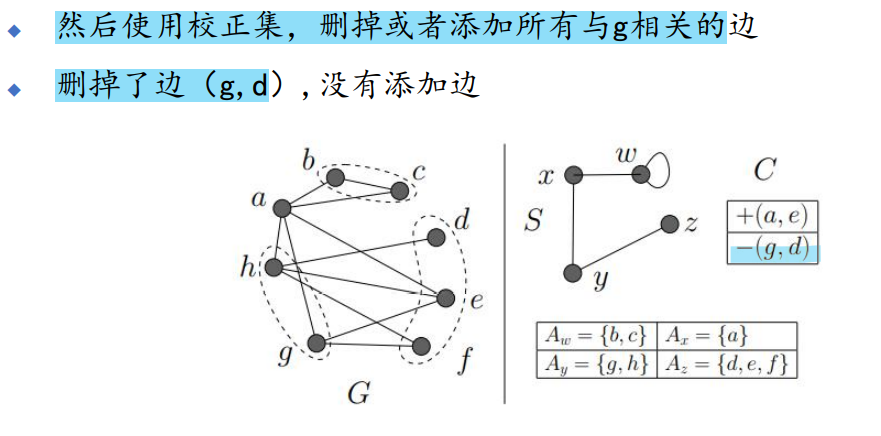 然后使用校正集，删掉或者添加所有与g相关的边
删掉了边（g,d）,没有添加边
b
c
a
d
h
e
g
f
G
x
w
S
z
y
C
+(a, e)
−(g, d)
A_w = {b, c} A_x = {a}
A_y = {g, h} A_z = {d, e, f}